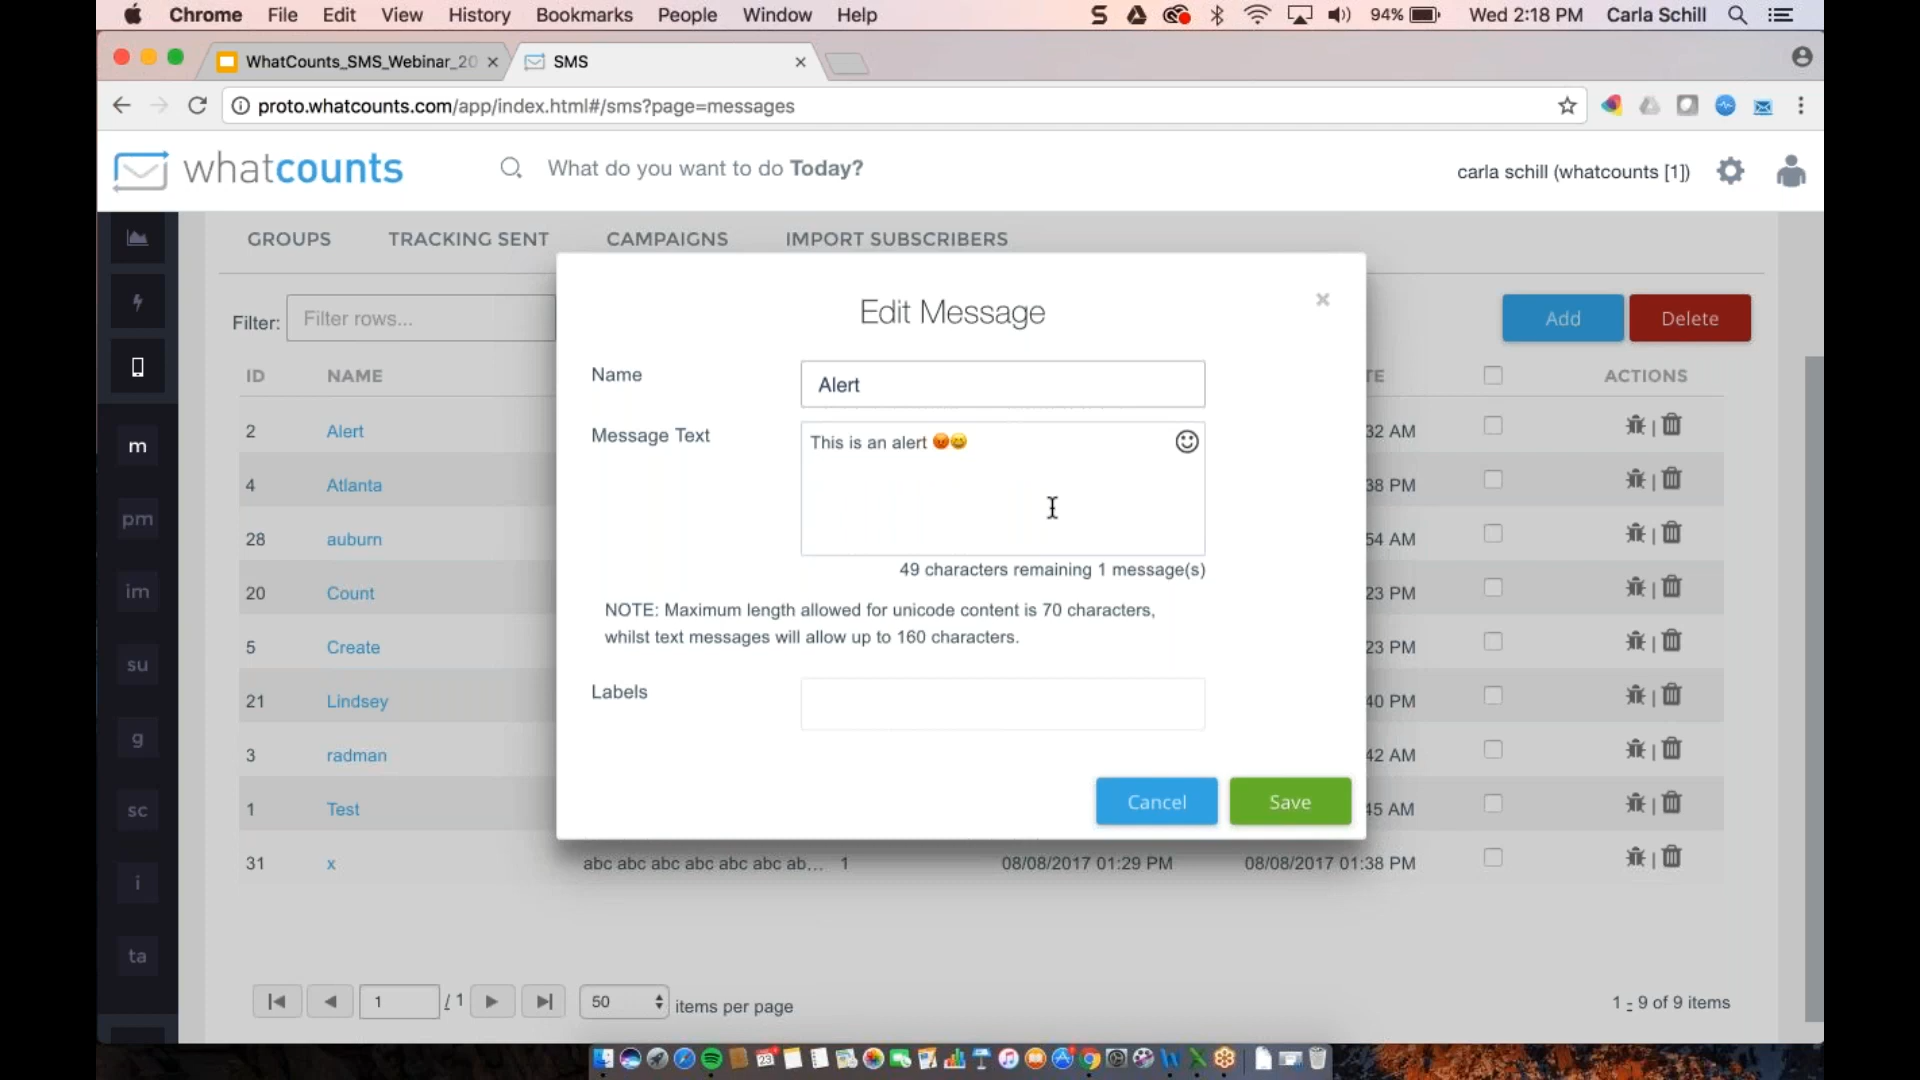 Chrome File Edit View History Bookmarks People Window Help 94% Wed 2:18 PM Carla Schill
WhatCounts_SMS_Webinar_20 SMS
proto.whatcounts.com/app/index.html#/sms?page=messages
whatcounts What do you want to do Today? carla schill (whatcounts [1])
GROUPS TRACKING SENT CAMPAIGNS IMPORT SUBSCRIBERS
Edit Message
Filter: Filter rows... Add Delete
ID NAME TE ACTIONS
Name Alert
2 Alert 32 AM
Message Text This is an alert 😡😄
m
4 Atlanta 38 PM
pm
28 auburn 54 AM
49 characters remaining 1 message(s)
im
20 Count 23 PM
NOTE: Maximum length allowed for unicode content is 70 characters,
whilst text messages will allow up to 160 characters.
5 Create 23 PM
su
Labels
21 Lindsey 40 PM
g
3 radman 42 AM
Cancel Save
sc
1 Test 45 AM
31 x abc abc abc abc abc abc ab... 1 08/08/2017 01:29 PM 08/08/2017 01:38 PM
i
ta
1 / 1 50 items per page 1 - 9 of 9 items
23